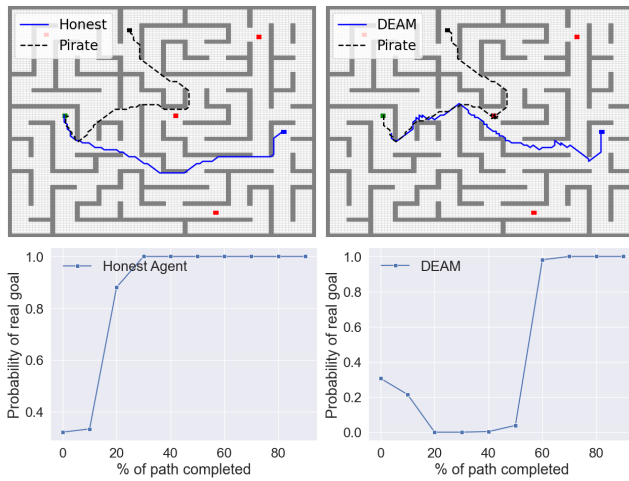 Honest
Pirate
DEAM
Pirate
1.0
0.8
0.6
0.4
Probability of real goal
Honest Agent
0
20
40
60
80
% of path completed
1.0
0.8
0.6
0.4
0.2
0.0
Probability of real goal
DEAM
0
20
40
60
80
% of path completed